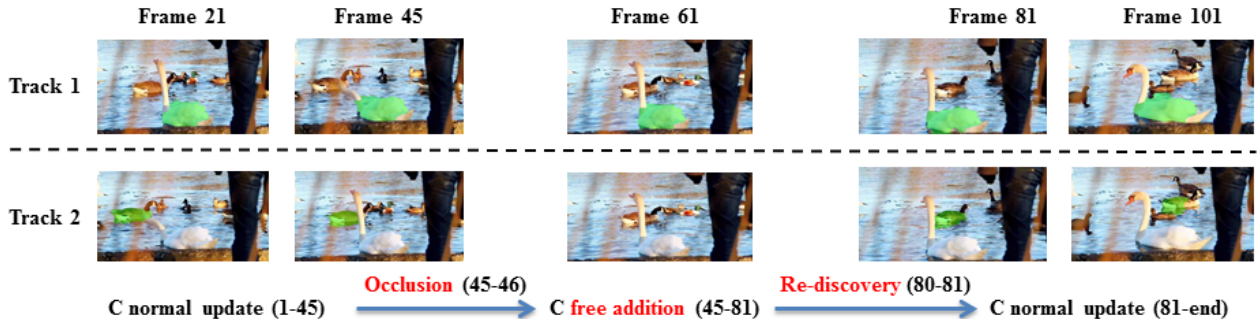 Frame 21 Frame 45 Frame 61 Frame 81 Frame 101
Track 1
Track 2
Occlusion (45-46) Re-discovery (80-81)
C normal update (1-45) C free addition (45-81) C normal update (81-end)